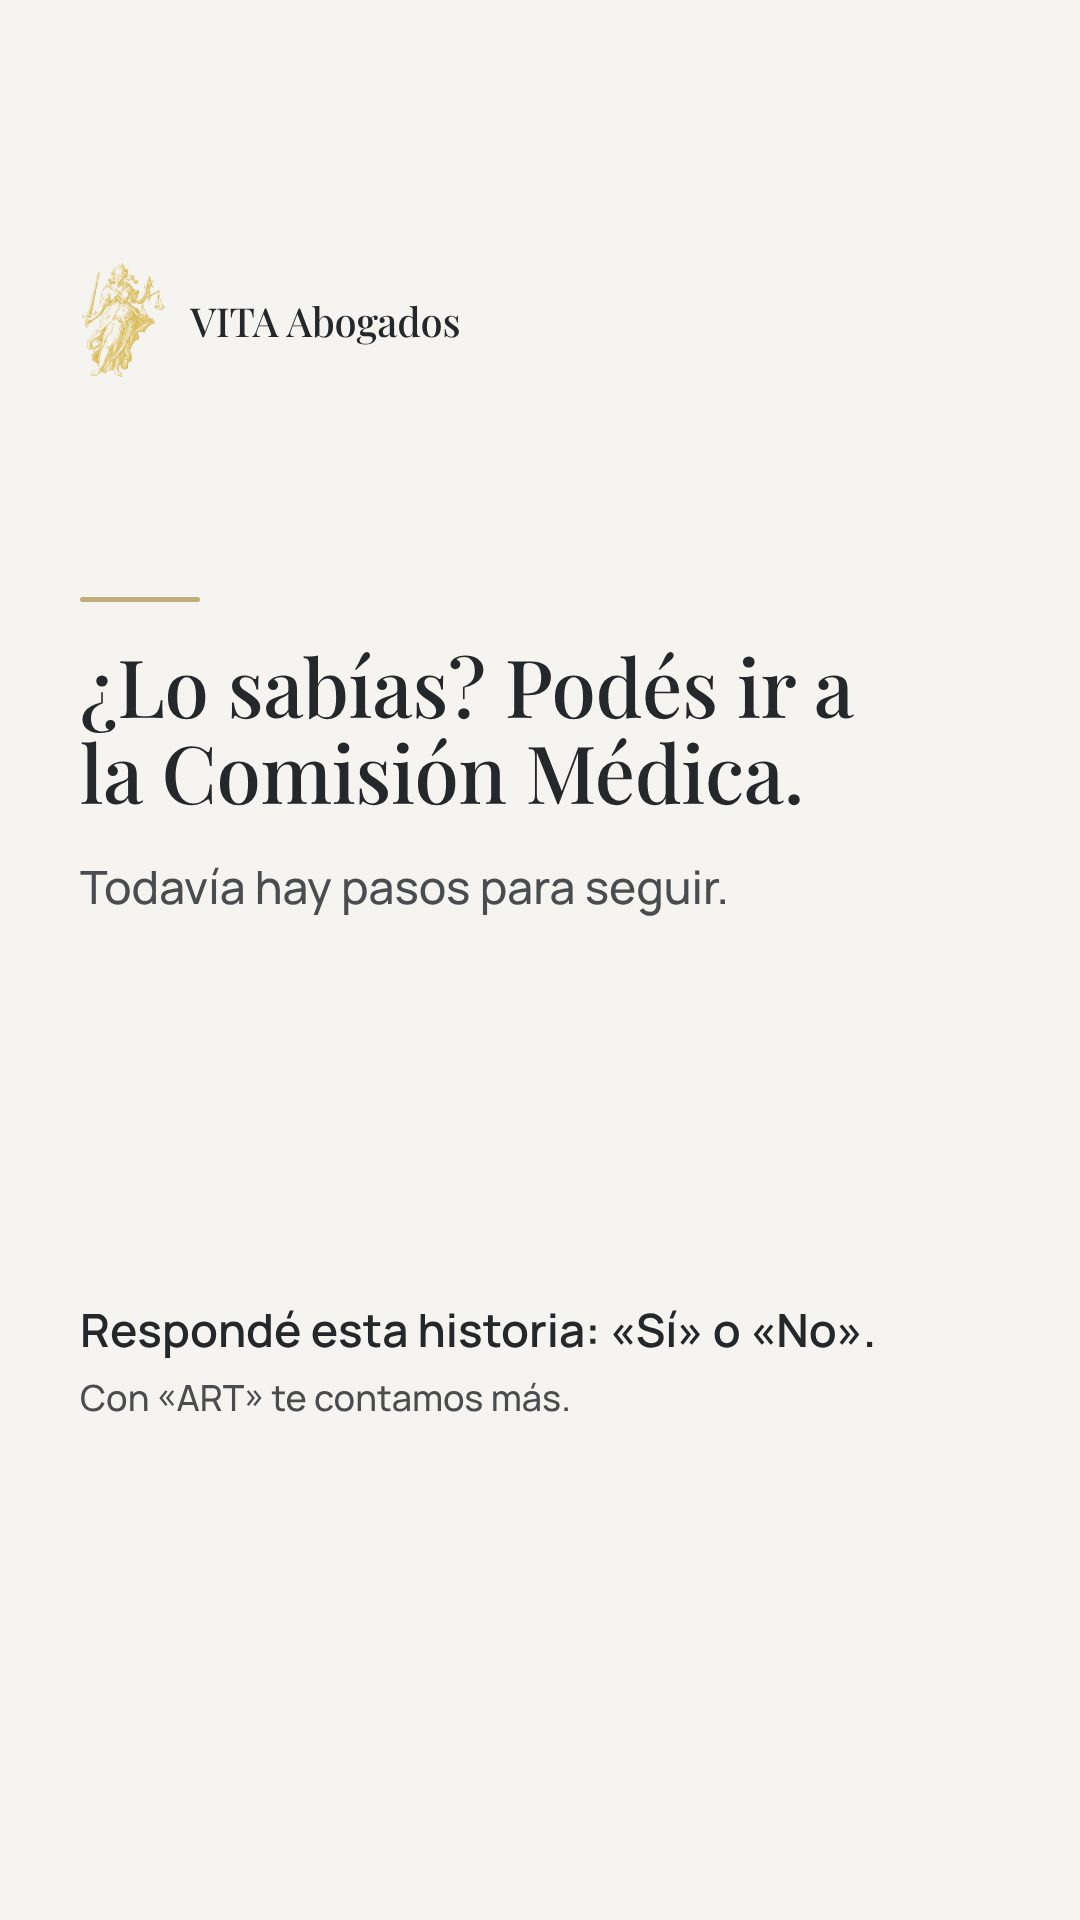 VITA Abogados
¿Lo sabías? Podés ir a
la Comisión Médica.
Todavía hay pasos para seguir.
Respondé esta historia: «Sí» o «No».
Con «ART» te contamos más.